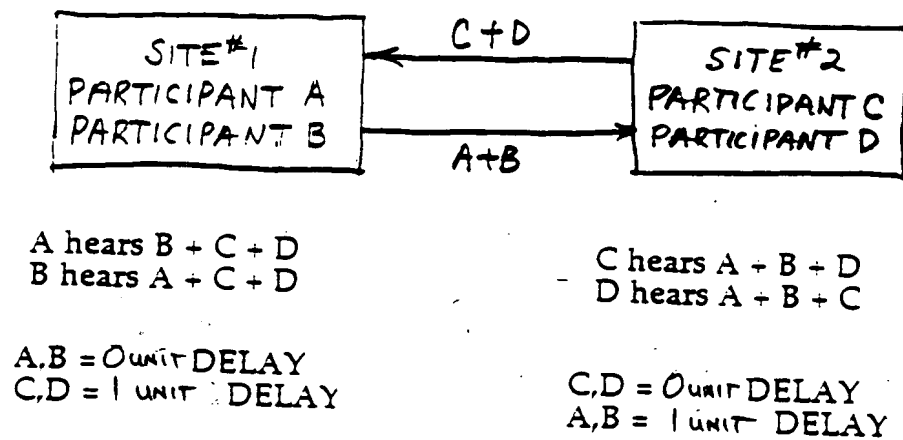 SITE #1
PARTICIPANT A
PARTICIPANT B
C+D
A+B
SITE #2
PARTICIPANT C
PARTICIPANT D
A hears B + C + D
B hears A + C + D
A,B = 0 UNIT DELAY
C,D = 1 UNIT DELAY
C hears A + B + D
D hears A + B + C
C,D = 0 UNIT DELAY
A,B = 1 UNIT DELAY